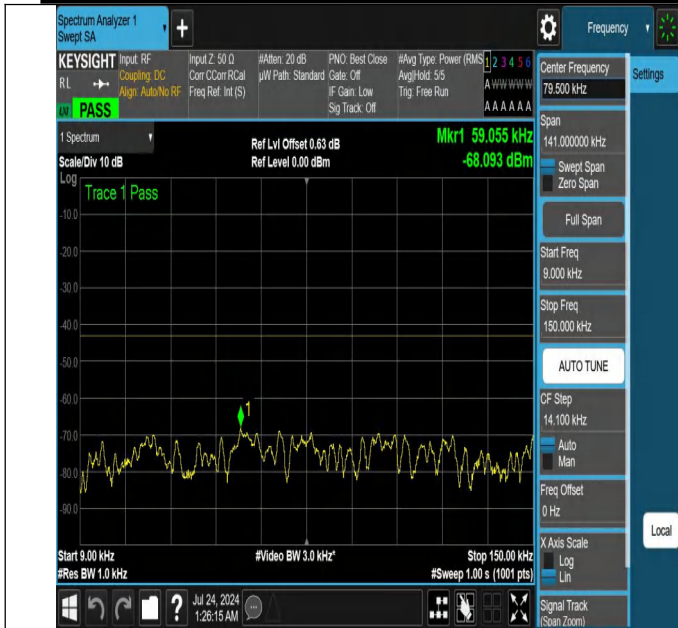 Spectrum Analyzer 1
Swept SA
+
Frequency
KEYSIGHT
RL
PASS
Input: RF
Coupling: DC
Align: Auto/No RF
Input Z: 50 Ω
Corr CCorr RCal
Freq Ref: Int (S)
#Atten: 20 dB
µW Path: Standard
PNO: Best Close
Gate: Off
IF Gain: Low
Sig Track: Off
#Avg Type: Power (RMS
Avg|Hold: 5/5
Trig: Free Run
1 2 3 4 5 6
A W W W W W
A A A A A A
1 Spectrum
Scale/Div 10 dB
Ref Lvl Offset 0.63 dB
Ref Level 0.00 dBm
Mkr1 59.055 kHz
-68.093 dBm
Log
Trace 1 Pass
-10.0
-20.0
-30.0
-40.0
-50.0
-60.0
-70.0
-80.0
-90.0
1
Start 9.00 kHz
#Res BW 1.0 kHz
#Video BW 3.0 kHz*
Stop 150.00 kHz
#Sweep 1.00 s (1001 pts)
?
Jul 24, 2024
1:26:15 AM
Center Frequency
79.500 kHz
Span
141.000000 kHz
Swept Span
Zero Span
Full Span
Start Freq
9.000 kHz
Stop Freq
150.000 kHz
AUTO TUNE
CF Step
14.100 kHz
Auto
Man
Freq Offset
0 Hz
X Axis Scale
Log
Lin
Signal Track
(Span Zoom)
Settings
Local